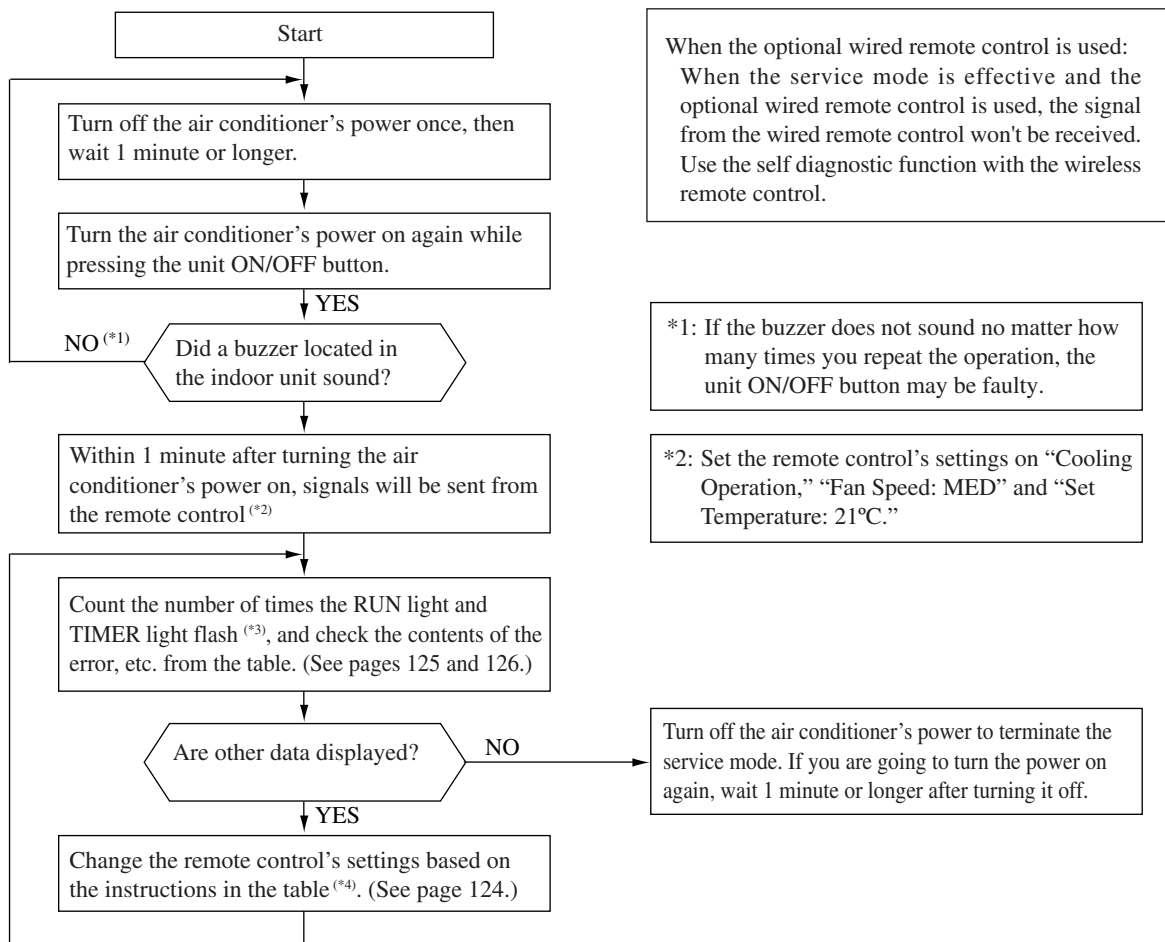 Start
Turn off the air conditioner's power once, then
wait 1 minute or longer.
Turn the air conditioner's power on again while
pressing the unit ON/OFF button.
YES
NO (*1)
Did a buzzer located in
the indoor unit sound?
Within 1 minute after turning the air
conditioner's power on, signals will be sent from
the remote control (*2)
Count the number of times the RUN light and
TIMER light flash (*3), and check the contents of the
error, etc. from the table. (See pages 125 and 126.)
Are other data displayed?
NO
YES
Change the remote control's settings based on
the instructions in the table (*4). (See page 124.)
When the optional wired remote control is used:
When the service mode is effective and the
optional wired remote control is used, the signal
from the wired remote control won't be received.
Use the self diagnostic function with the wireless
remote control.
*1: If the buzzer does not sound no matter how
many times you repeat the operation, the
unit ON/OFF button may be faulty.
*2: Set the remote control's settings on “Cooling
Operation,” “Fan Speed: MED” and “Set
Temperature: 21ºC.”
Turn off the air conditioner's power to terminate the
service mode. If you are going to turn the power on
again, wait 1 minute or longer after turning it off.